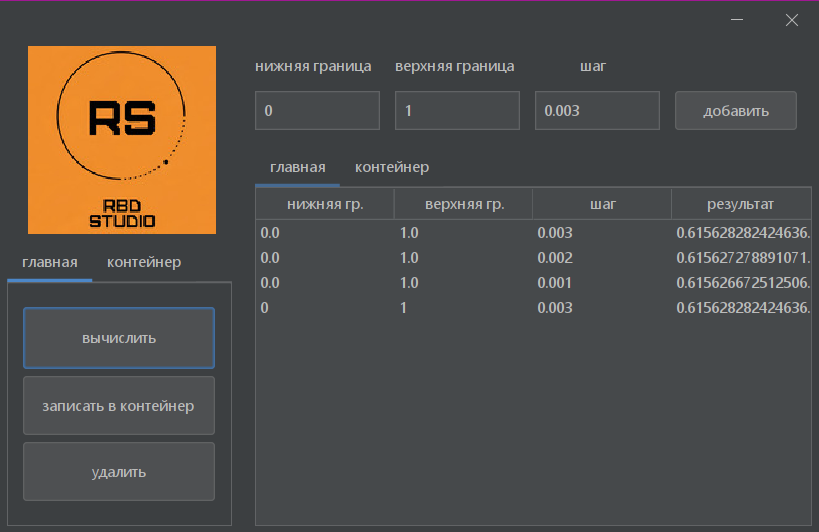 RS
RBD
STUDIO
нижняя граница верхняя граница шаг
0 1 0.003 добавить
главная контейнер
нижняя гр. верхняя гр. шаг результат
0.0 1.0 0.003 0.615628282424636.
0.0 1.0 0.002 0.615627278891071.
0.0 1.0 0.001 0.615626672512506.
0 1 0.003 0.615628282424636.
главная контейнер
вычислить
записать в контейнер
удалить